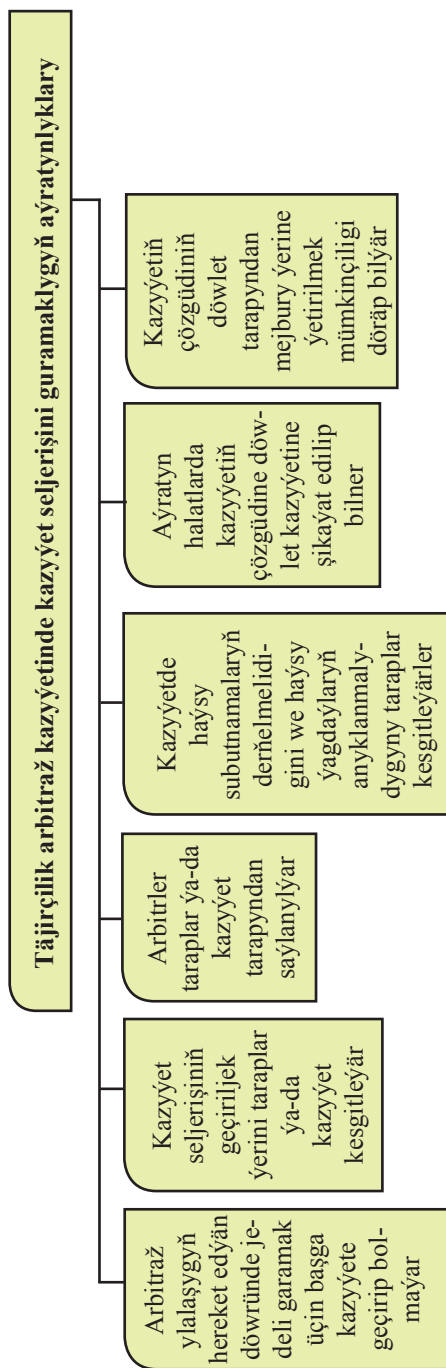 Täjirçilik arbitraž kazyýetinde kazyýet seljerişini guramaklygyň aýratynlyklary
Arbitraž
ylalaşygyň
hereket edýän
döwründe je-
deli garamak
üçin başga
kazyýete
geçirip bol-
maýar
Kazyýet
seljerişiniň
geçiriljek
ýerini taraplar
ýa-da
kazyýet
kesgitleýär
Arbitrler
taraplar ýa-da
kazyýet
tarapyndan
saýlanylýar
Kazyýetde
haýsy
subutnamalaryň
derňelmelidi-
gini we haýsy
ýagdaýlaryň
anyklanmaly-
dygyny taraplar
kesgitleýärler
Aýratyn
halatlarda
kazyýetiň
çözgüdine döw-
let kazyýetine
şikaýat edilip
bilner
Kazyýetiň
çözgüdiniň
döwlet
tarapyndan
mejbury ýerine
ýetirilmek
mümkinçiligi
döräp bilýär